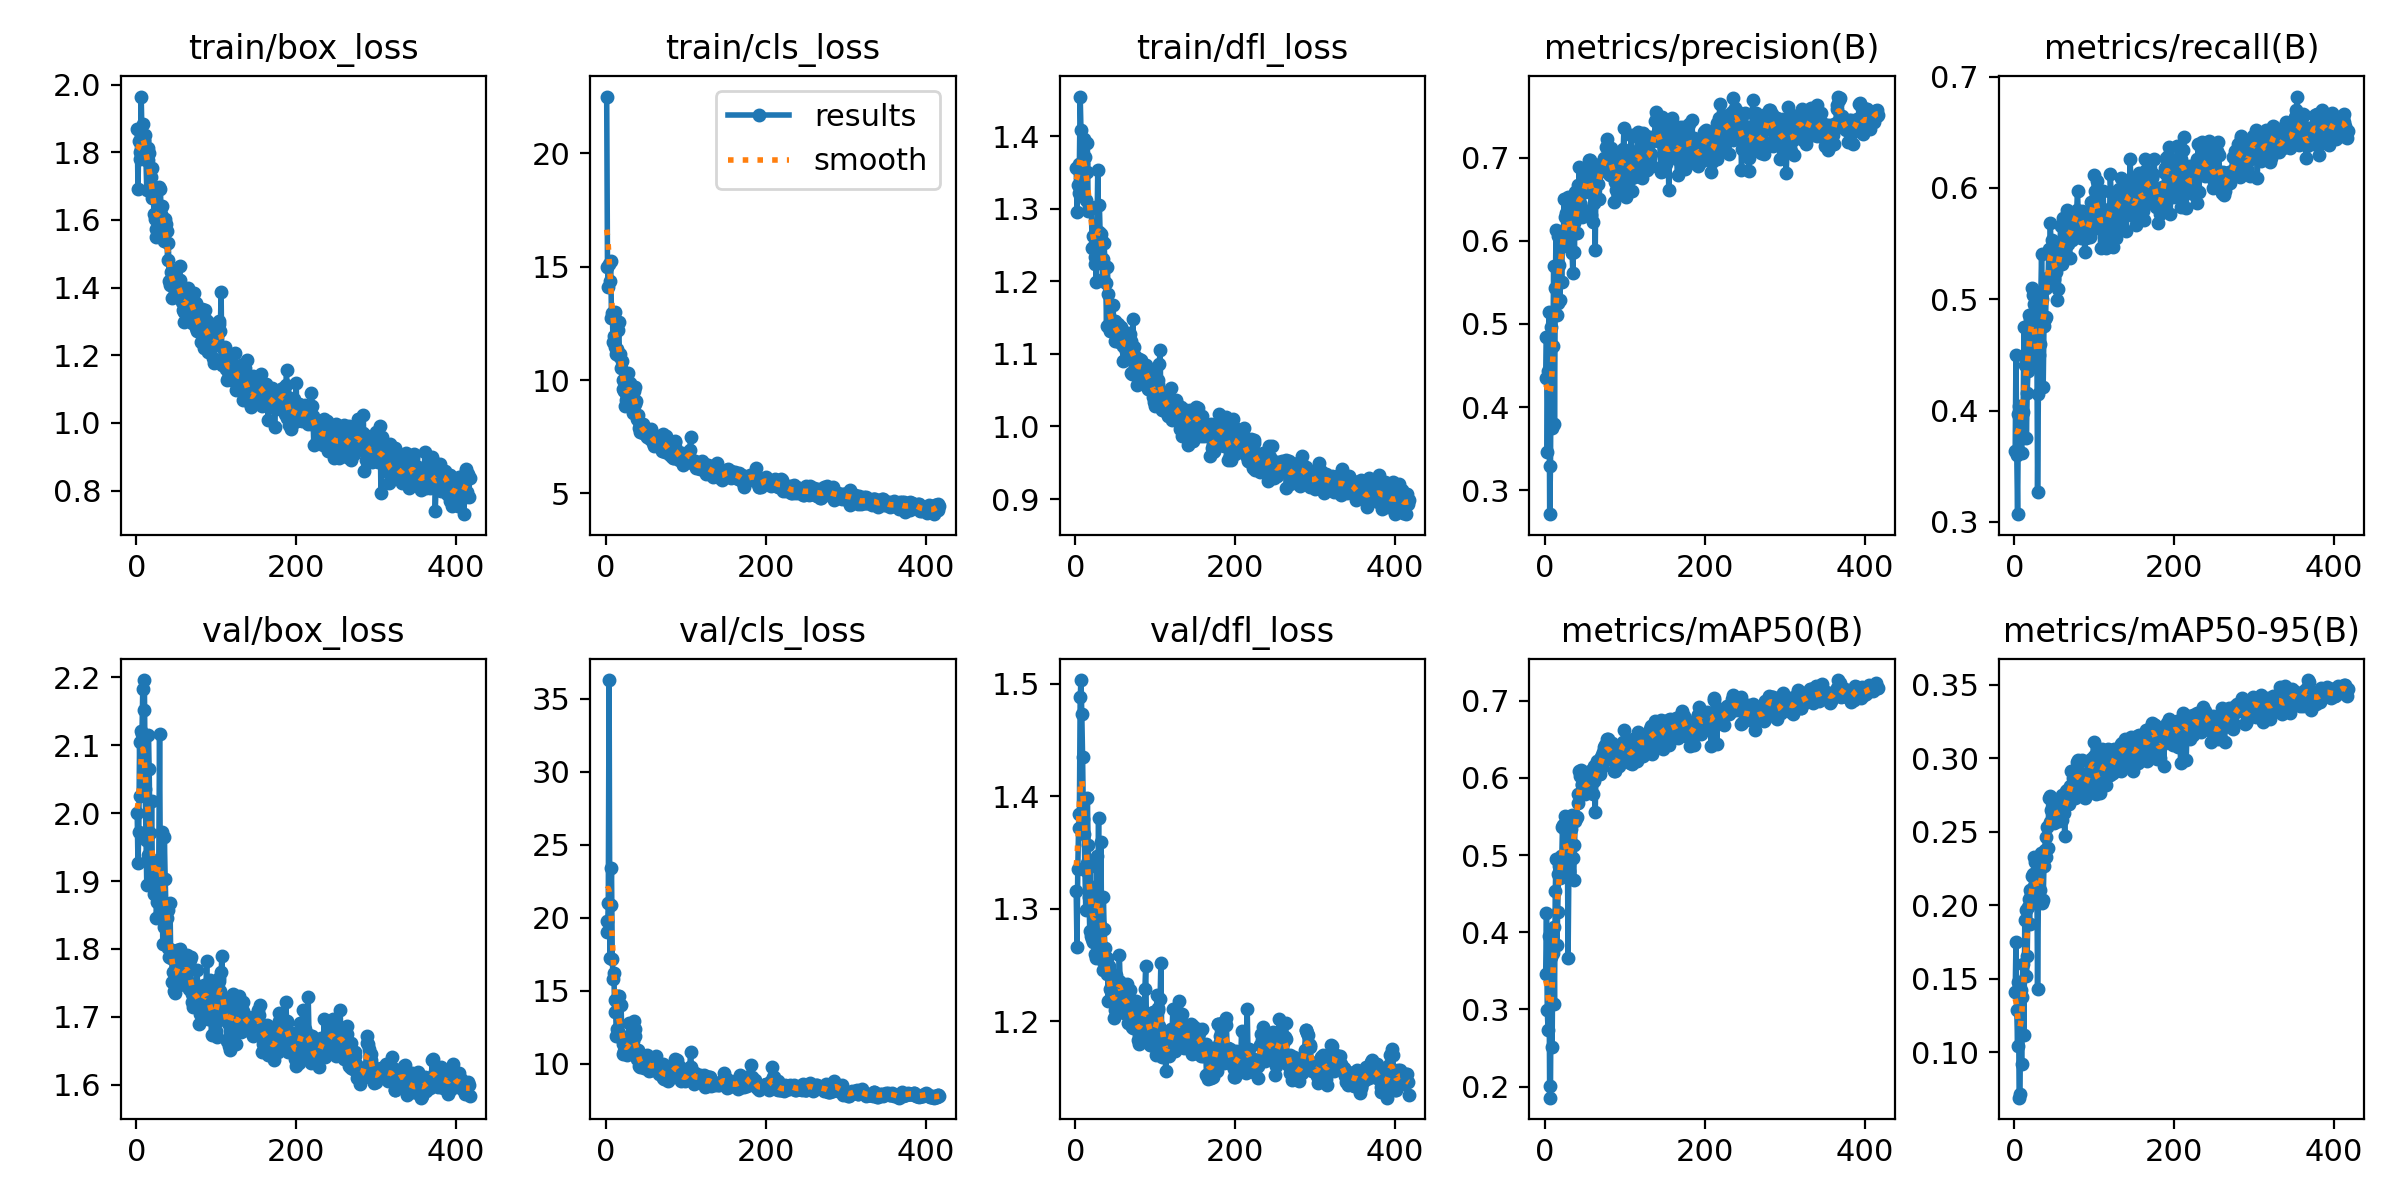 train/box_loss
2.0
1.8
1.6
1.4
1.2
1.0
0.8
0 200 400
train/cls_loss
results
smooth
20
15
10
5
0 200 400
train/dfl_loss
1.4
1.3
1.2
1.1
1.0
0.9
0 200 400
metrics/precision(B)
0.7
0.6
0.5
0.4
0.3
0 200 400
metrics/recall(B)
0.7
0.6
0.5
0.4
0.3
0 200 400
val/box_loss
2.2
2.1
2.0
1.9
1.8
1.7
1.6
0 200 400
val/cls_loss
35
30
25
20
15
10
0 200 400
val/dfl_loss
1.5
1.4
1.3
1.2
0 200 400
metrics/mAP50(B)
0.7
0.6
0.5
0.4
0.3
0.2
0 200 400
metrics/mAP50-95(B)
0.35
0.30
0.25
0.20
0.15
0.10
0 200 400